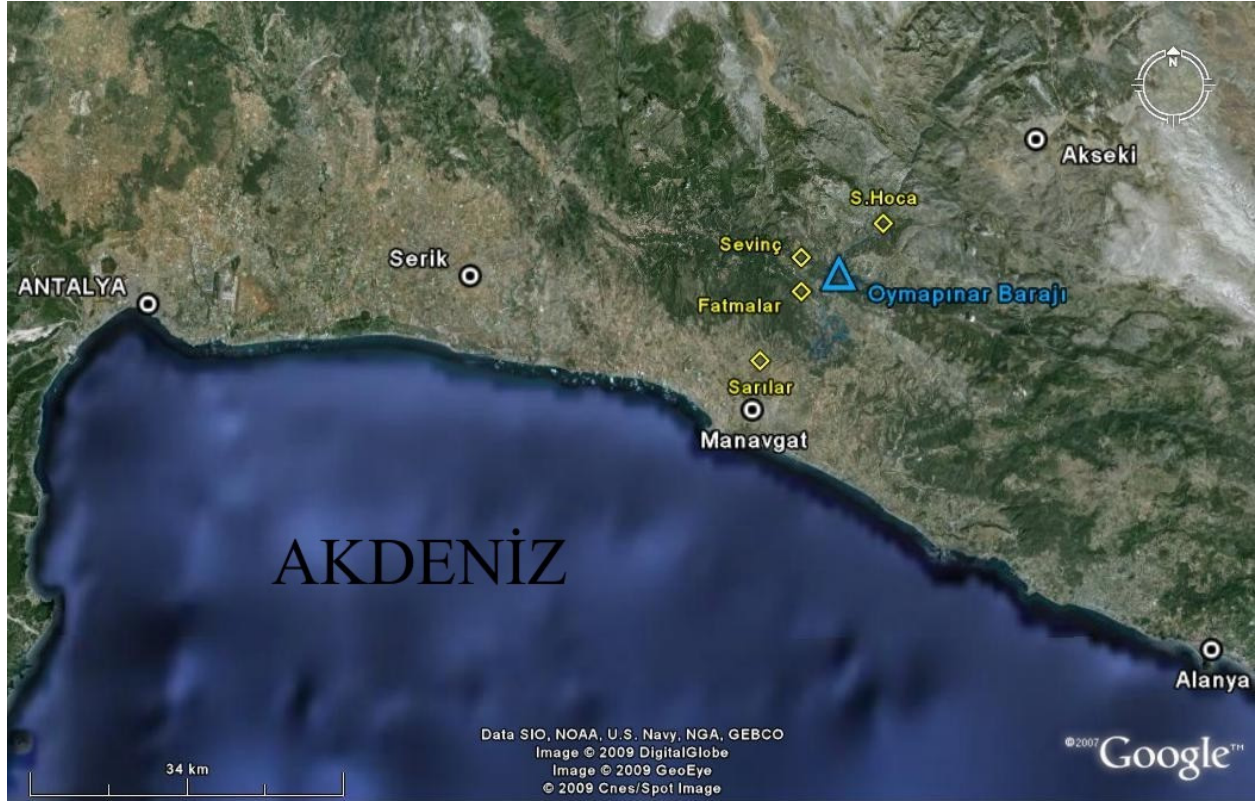 N
Akseki
S.Hoca
Sevinç
Serik
ANTALYA
Oymapınar Barajı
Fatmalar
Sarılar
Manavgat
AKDENİZ
Alanya
Data SIO, NOAA, U.S. Navy, NGA, GEBCO
Image © 2009 DigitalGlobe
Image © 2009 GeoEye
© 2009 Cnes/Spot Image
©2007 Google™
34 km